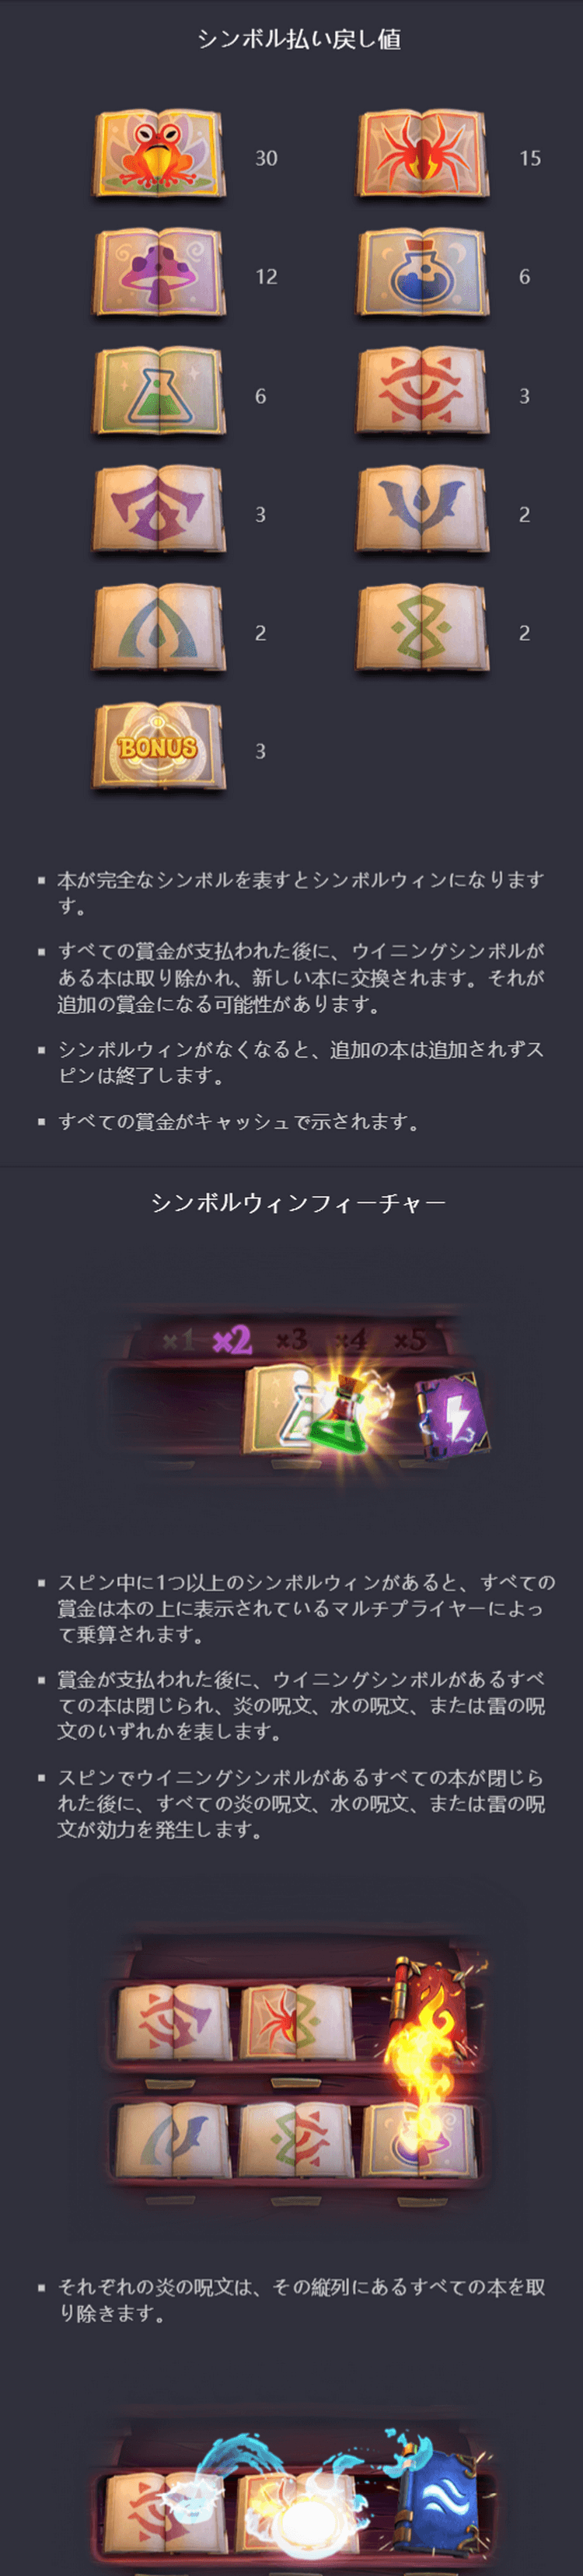 シンボル払い戻し値
30
15
12
6
6
3
3
2
2
2
BONUS
3
本が完全なシンボルを表すとシンボルウィンになります
す。
すべての賞金が支払われた後に、ウイニングシンボルが
ある本は取り除かれ、新しい本に交換されます。それが
追加の賞金になる可能性があります。
シンボルウィンがなくなると、追加の本は追加されずス
ピンは終了します。
すべての賞金がキャッシュで示されます。
シンボルウィンフィーチャー
×1 ×2 ×3 ×4 ×5
スピン中に1つ以上のシンボルウィンがあると、すべての
賞金は本の上に表示されているマルチプライヤーによっ
て乗算されます。
賞金が支払われた後に、ウイニングシンボルがあるすべ
ての本は閉じられ、炎の呪文、水の呪文、または雷の呪
文のいずれかを表します。
スピンでウイニングシンボルがあるすべての本が閉じら
れた後に、すべての炎の呪文、水の呪文、または雷の呪
文が効力を発生します。
それぞれの炎の呪文は、その縦列にあるすべての本を取
り除きます。